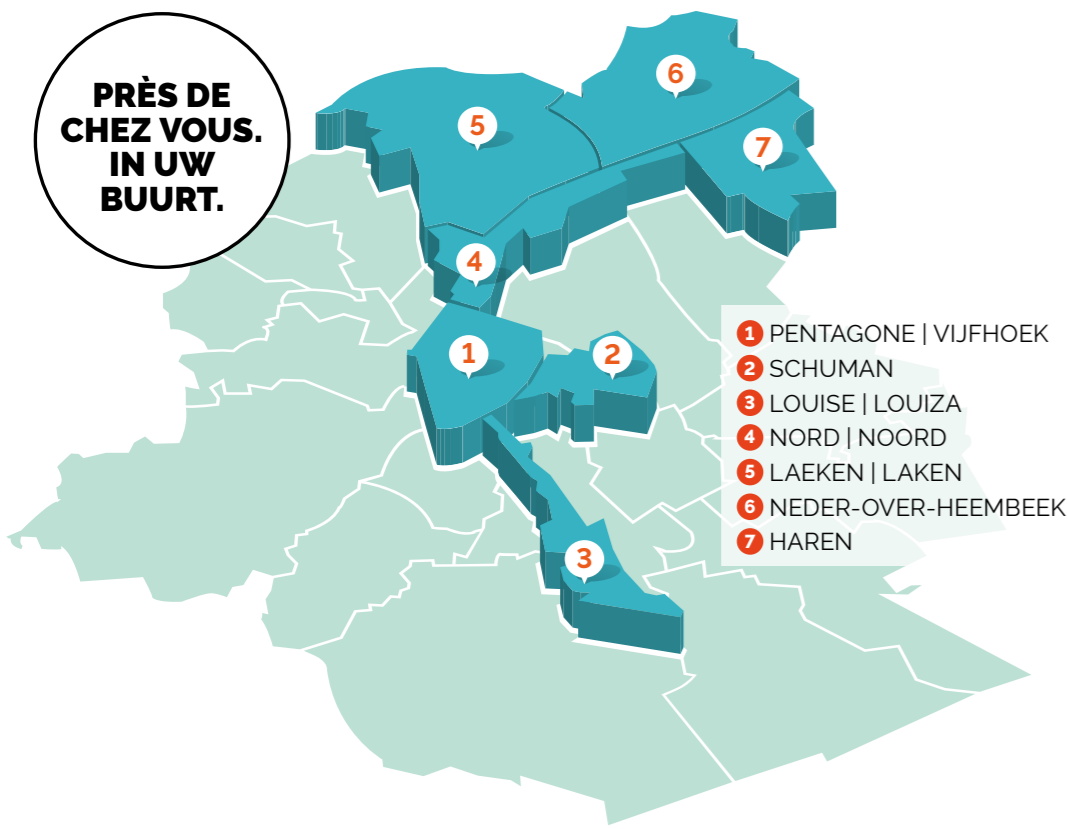 PRÈS DE
CHEZ VOUS.
IN UW
BUURT.
6
5
7
4
1
2
3
1 PENTAGONE | VIJFHOEK
2 SCHUMAN
3 LOUISE | LOUIZA
4 NORD | NOORD
5 LAEKEN | LAKEN
6 NEDER-OVER-HEEMBEEK
7 HAREN